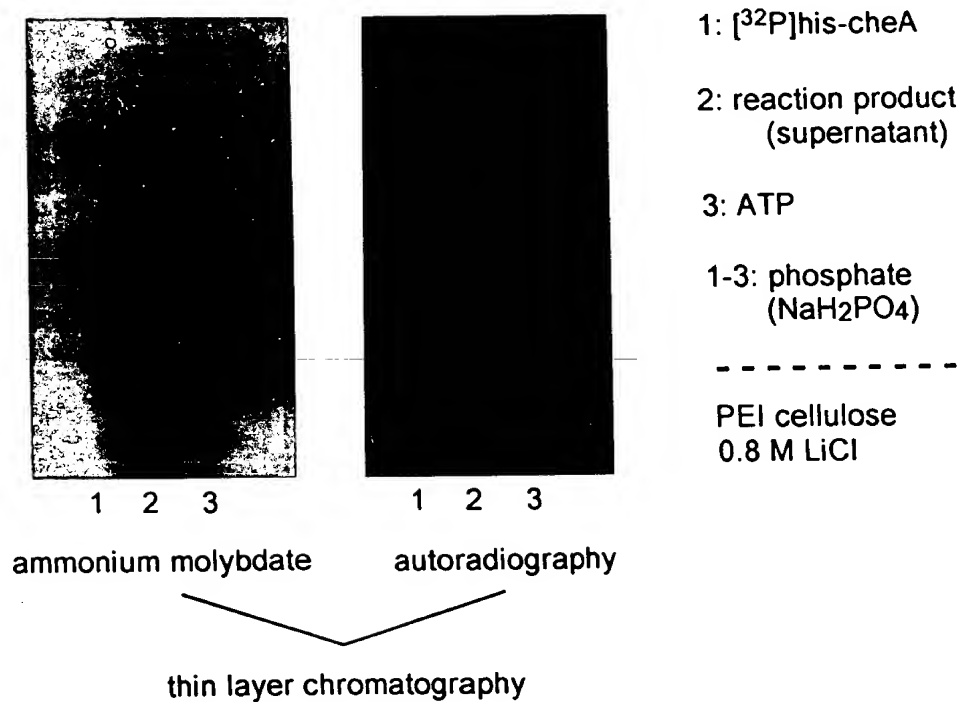 1: [³²P]his-cheA
2: reaction product
(supernatant)
3: ATP
1-3: phosphate
(NaH₂PO₄)
PEI cellulose
0.8 M LiCl
1 2 3
1 2 3
ammonium molybdate
autoradiography
thin layer chromatography